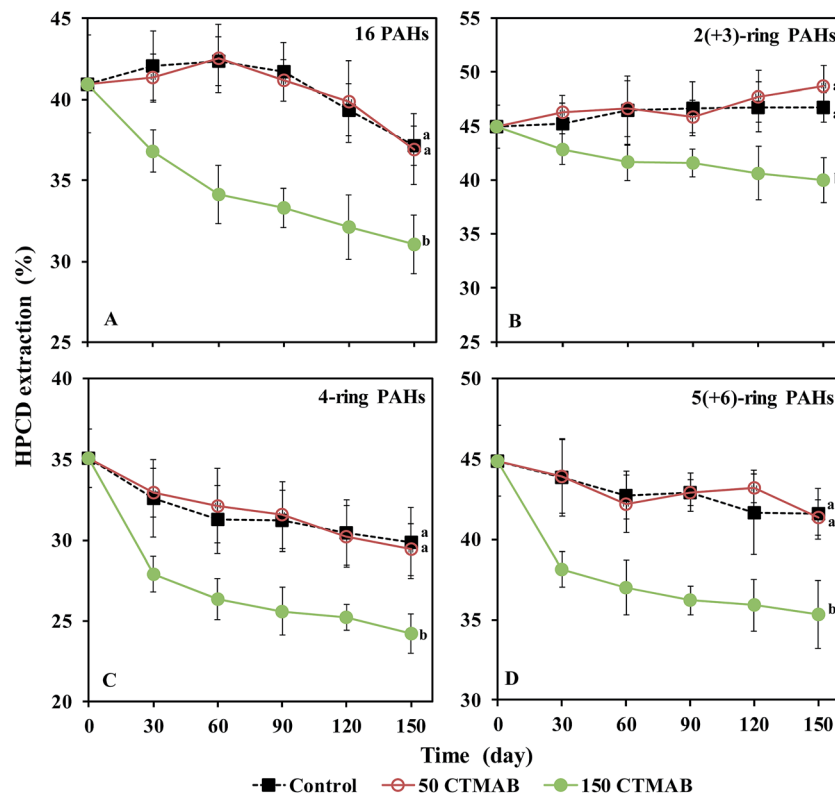 16 PAHs
45
40
35
30
25
a
a
b
A
2(+3)-ring PAHs
55
50
45
40
35
30
25
a
a
B
HPCD extraction (%)
4-ring PAHs
40
35
30
25
20
a
a
b
C
0 30 60 90 120 150
5(+6)-ring PAHs
50
45
40
35
30
a
a
b
D
0 30 60 90 120 150
Time (day)
Control 50 CTMAB 150 CTMAB